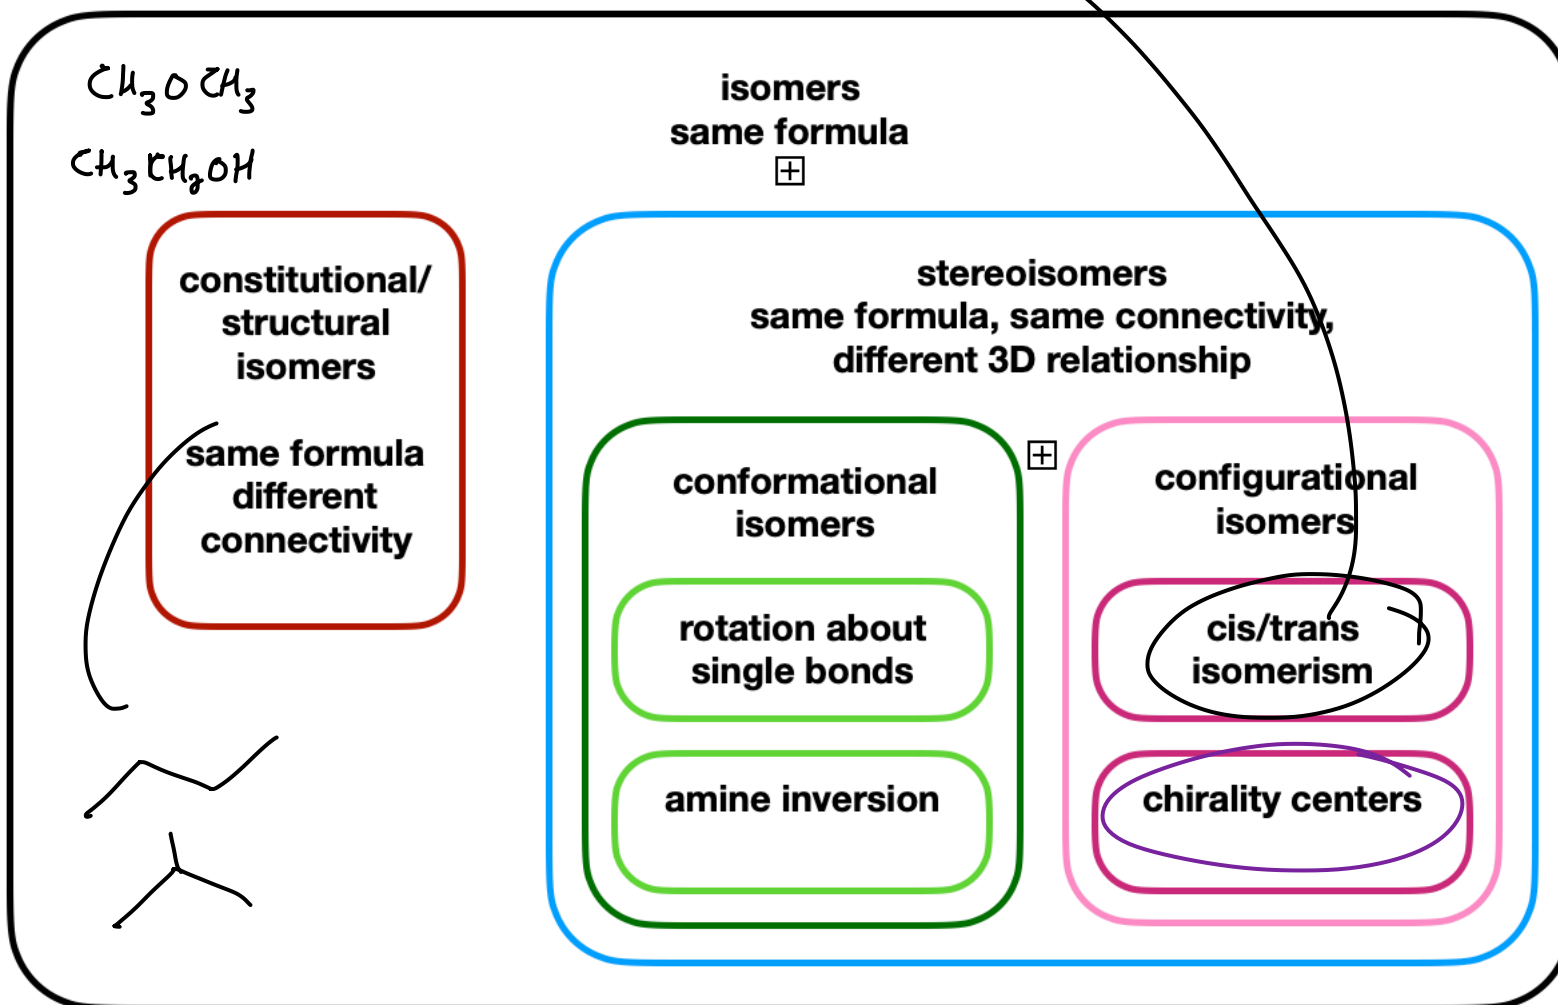 CH3OCH3
CH3CH2OH
isomers
same formula
constitutional/
structural
isomers
same formula
different
connectivity
stereoisomers
same formula, same connectivity,
different 3D relationship
conformational
isomers
rotation about
single bonds
amine inversion
configurational
isomers
cis/trans
isomerism
chirality centers